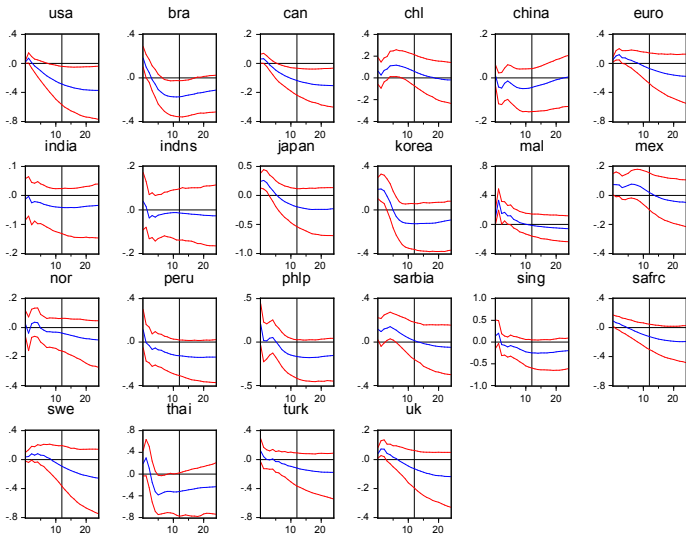 usa bra can chl china euro
.4 .4 .2 .4 .2 .4
.2
.0 .0 .0 .0 .0 .0
-.4 -.2 -.2 -.4
-.8 -.4 -.4 -.4 -.2 -.8
10 20 10 20 10 20 10 20 10 20 10 20
india indns japan korea mal mex
.1 .2 0.5 .4 .8 .2
.0 0.0 .4 .0
.0 .0
-.1 -0.5 .0 -.2
-.2 -.2 -1.0 -.4 -.4 -.4
10 20 10 20 10 20 10 20 10 20 10 20
nor peru phlp sarbia sing safrc
.2 .4 .4 .4 1.0 .4
.0 .2 0.5 .0
.0 .0 .0 0.0
-.2 -.2 -0.5 -.4
-.4 -.4 -.4 -.4 -1.0 -.8
10 20 10 20 10 20 10 20 10 20 10 20
swe thai turk uk
.4 .8 .4 .2
.0 .4 .0 .0
.0
-.4 -.4 -.4 -.2
-.8 -.8 -.8 -.4
10 20 10 20 10 20 10 20